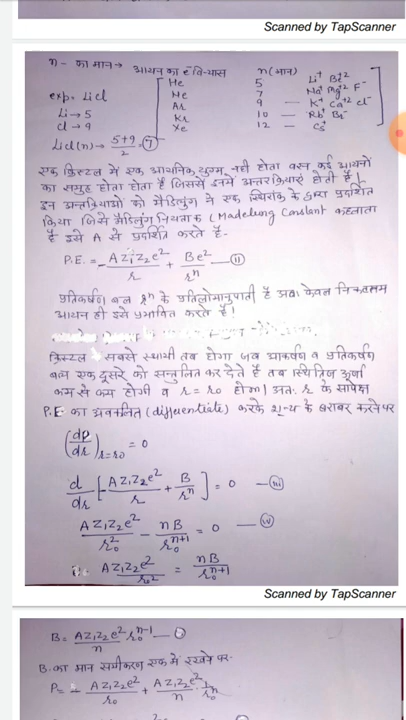 Scanned by TapScanner
n- का मान → आयन का e⁻ विन्यास n(मान)
He 5 Li⁺ Be⁺²
exp= Licl Ne 7 Na⁺ Mg⁺² F⁻
Li → 5 Ar 9 – K⁺ Ca⁺² cl⁻
cl → 9 Kr 10 – Rb⁺ Br⁻
Xe 12 – Cs⁺
Licl(n) → 5+9/2 = 7
एक क्रिस्टल में एक आयनिक युग्म नही होता वरन कई आयनों
का समूह होता होता है जिससे इनमें अन्तरक्रियाएं होती है।
इन अन्तक्रियाओ को मैडेलुंग ने एक स्थिरांक के द्वारा प्रदर्शित
किया जिसे मैडेलुंग नियतांक (Madelung Constant कहलाता
है इसे A से प्रदर्शित करते है-
P.E. = - AZ₁Z₂e²/r + Be²/rⁿ —(ii)
प्रतिकर्षण बल rⁿ के प्रतिलोमानुपाती है अतः केवल निकटतम
आयन ही इसे प्रभावित करते है!
क्रिस्टल सबसे स्थायी तब होगा जब आकर्षण व प्रतिकर्षण
बल एक दूसरे को सन्तुलित कर देते है तब स्थितिज ऊर्जा
कम से कम होगी व r = r₀ होगा अतः r के सापेक्ष
P.E का अवकलित (differentiate) करके शून्य के बराबर करने पर
(dp/dr)r=r₀ = 0
d/dr [-AZ₁Z₂e²/r + B/rⁿ] = 0 —(iii)
AZ₁Z₂e²/r₀² - nB/r₀ⁿ⁺¹ = 0 —(iv)
∴ AZ₁Z₂e²/r₀² = nB/r₀ⁿ⁺¹
Scanned by TapScanner
B = AZ₁Z₂e² r₀ⁿ⁻¹/n —(v)
B का मान समीकरण एक में रखने पर-
P = - AZ₁Z₂e²/r₀ + AZ₁Z₂e²/n